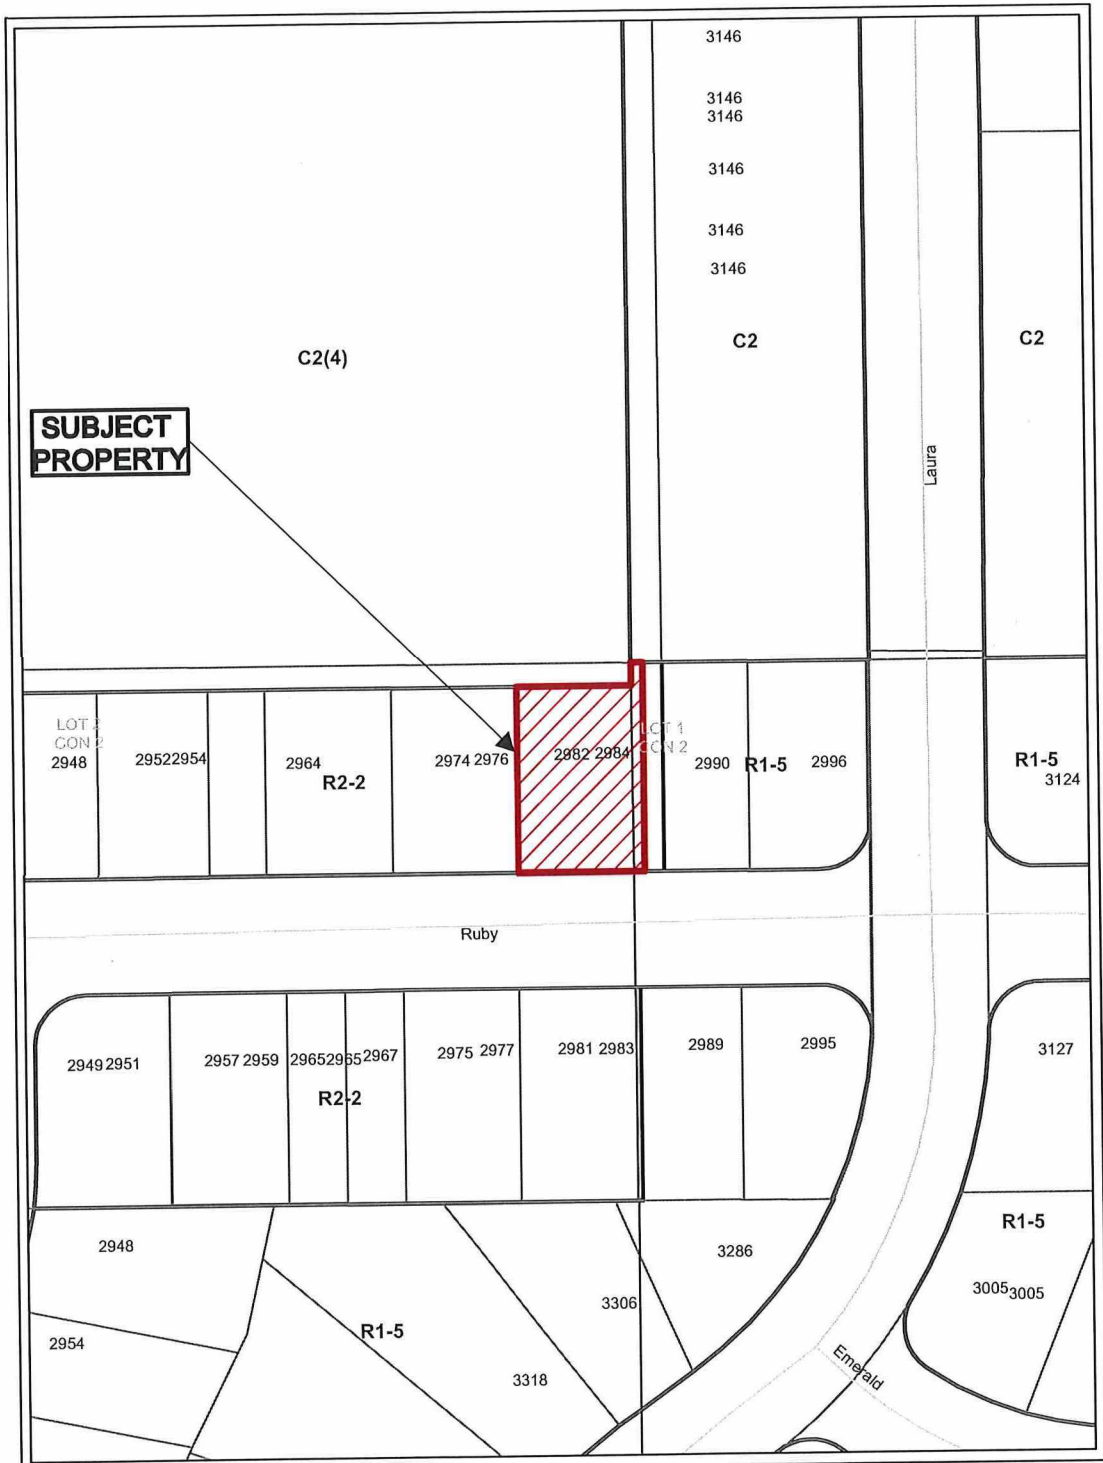 3146
3146
3146
3146
3146
3146
C2(4)
C2
C2
SUBJECT
PROPERTY
Laura
LOT 2
CON 2
LOT 1
CON 2
2948
2952 2954
2964
2974 2976
2982 2984
2990
2996
R2-2
R1-5
R1-5
3124
Ruby
2949 2951
2957 2959
2965 2965 2967
2975 2977
2981 2983
2989
2995
3127
R2-2
R1-5
2948
3286
3005 3005
3306
2954
R1-5
3318
Emerald